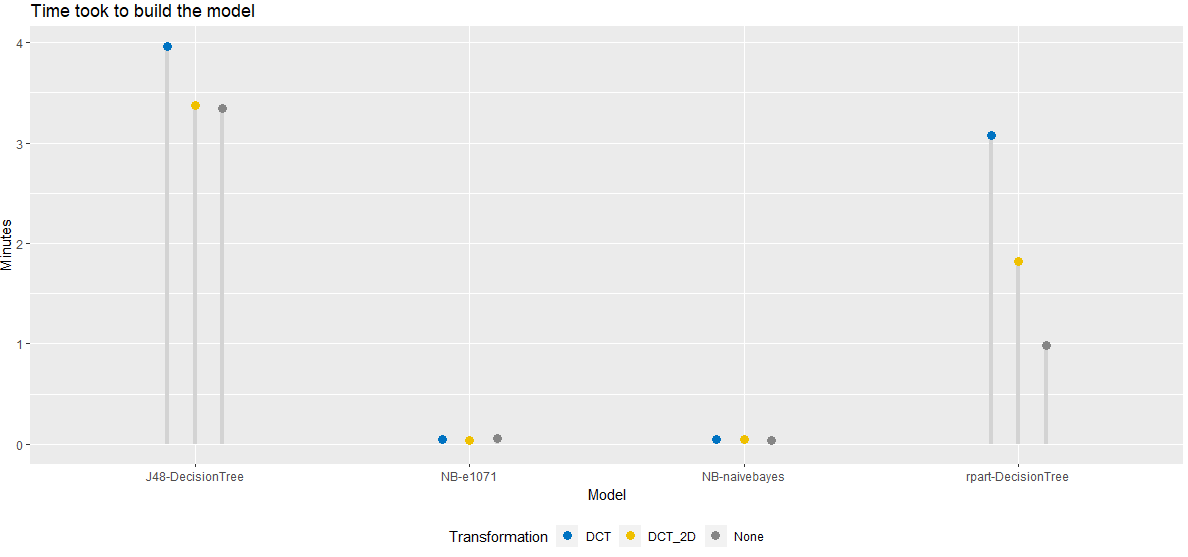 Time took to build the model
Minutes
4
3
2
1
0
J48-DecisionTree NB-e1071 NB-naivebayes rpart-DecisionTree
Model
Transformation DCT DCT_2D None